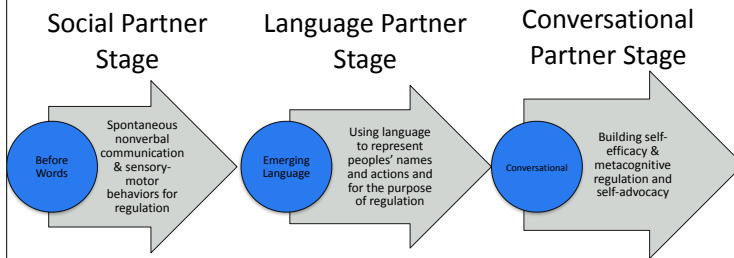 Social Partner
Stage
Before
Words
Spontaneous
nonverbal
communication
& sensory-
motor
behaviors for
regulation
Language Partner
Stage
Emerging
Language
Using language
to represent
peoples' names
and actions and
for the purpose
of regulation
Conversational
Partner Stage
Conversational
Building self-
efficacy &
metacognitive
regulation and
self-advocacy